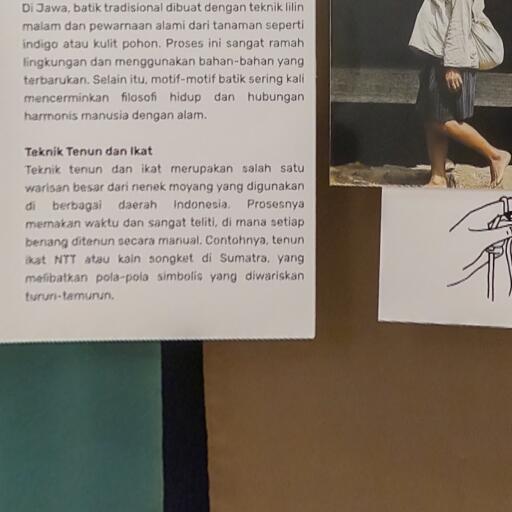 Di Jawa, batik tradisional dibuat dengan teknik lilin
malam dan pewarnaan alami dari tanaman seperti
indigo atau kulit pohon. Proses ini sangat ramah
lingkungan dan menggunakan bahan-bahan yang
terbarukan. Selain itu, motif-motif batik sering kali
mencerminkan filosofi hidup dan hubungan
harmonis manusia dengan alam.
Teknik Tenun dan Ikat
Teknik tenun dan ikat merupakan salah satu
warisan besar dari nenek moyang yang digunakan
di berbagai daerah Indonesia. Prosesnya
memakan waktu dan sangat teliti, di mana setiap
benang ditenun secara manual. Contohnya, tenun
ikat NTT atau kain songket di Sumatra, yang
melibatkan pola-pola simbolis yang diwariskan
turun-temurun.